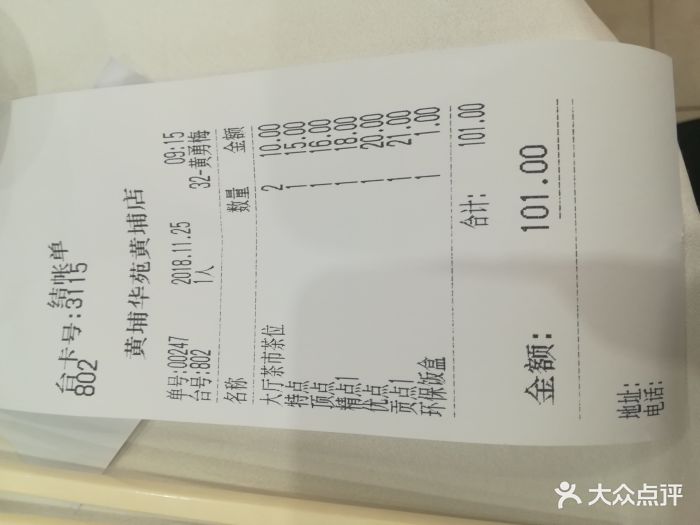 结帐单
台卡号:3115
802
黄埔华苑黄埔店
单号:00247 2018.11.25 09:15
台号:802 1人 32-黄勇梅
名称 数量 金额
大厅茶市茶位 2 10.00
特点 1 15.00
顶点 1 16.00
精点1 1 18.00
优点 1 20.00
贡点1 1 21.00
环保饭盒 1 1.00
合计: 101.00
金额: 101.00
地址:
电话:
大众点评